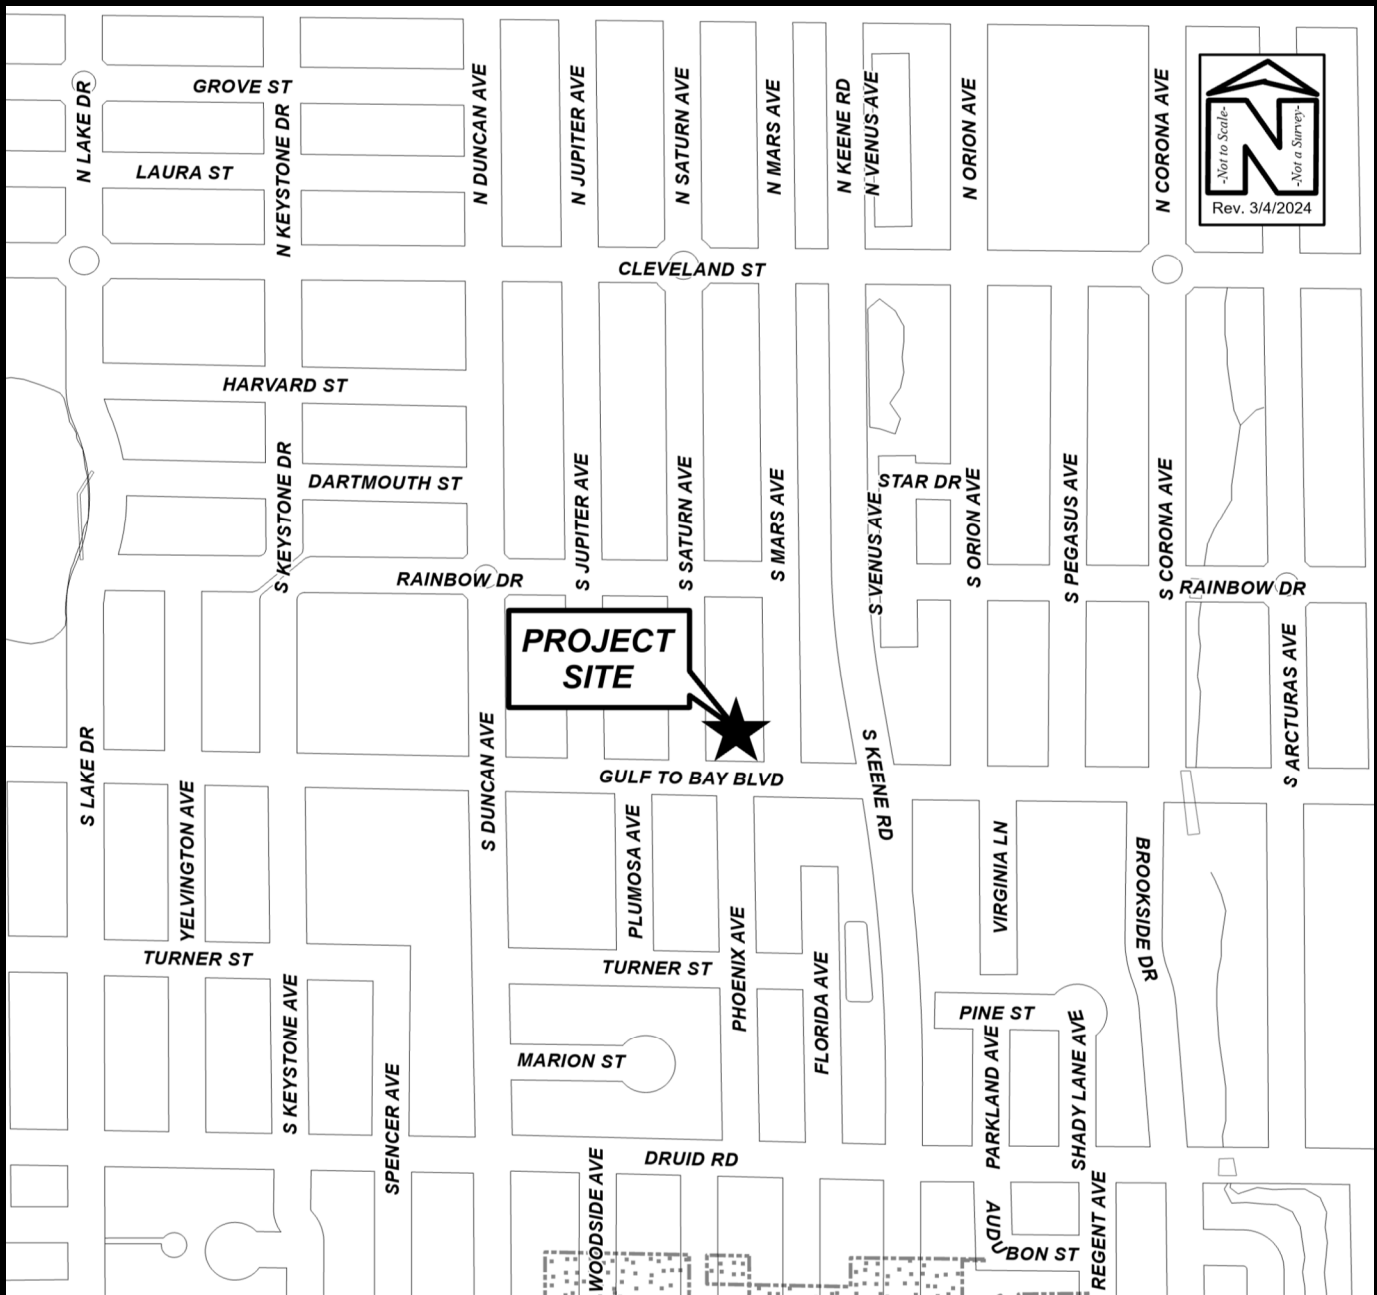 N LAKE DR
GROVE ST
N KEYSTONE DR
LAURA ST
N DUNCAN AVE
N JUPITER AVE
N SATURN AVE
N MARS AVE
N KEENE RD
N VENUS AVE
N ORION AVE
N CORONA AVE
-Not to Scale-
-Not a Survey-
N
Rev. 3/4/2024
CLEVELAND ST
HARVARD ST
DARTMOUTH ST
S KEYSTONE DR
S JUPITER AVE
S SATURN AVE
S MARS AVE
STAR DR
S VENUS AVE
S ORION AVE
S PEGASUS AVE
S CORONA AVE
RAINBOW DR
RAINBOW DR
PROJECT
SITE
S ARCTURAS AVE
S LAKE DR
YELVINGTON AVE
S DUNCAN AVE
GULF TO BAY BLVD
S KEENE RD
PLUMOSA AVE
VIRGINIA LN
BROOKSIDE DR
PHOENIX AVE
TURNER ST
TURNER ST
FLORIDA AVE
S KEYSTONE AVE
PINE ST
MARION ST
PARKLAND AVE
SHADY LANE AVE
SPENCER AVE
DRUID RD
WOODSIDE AVE
REGENT AVE
AUDUBON ST